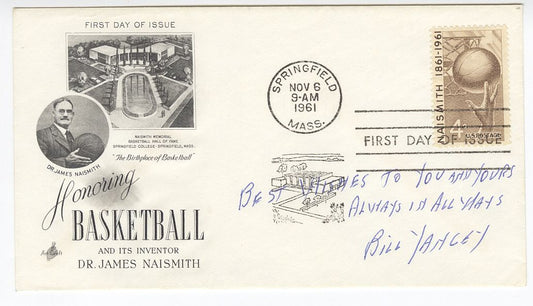 FIRST DAY OF ISSUE
NAISMITH MEMORIAL
BASKETBALL HALL OF FAME
SPRINGFIELD COLLEGE - SPRINGFIELD, MASS.
"The Birthplace of Basketball"
DR. JAMES NAISMITH
Honoring
BASKETBALL
AND ITS INVENTOR
DR. JAMES NAISMITH
SPRINGFIELD
NOV 6
9-AM
1961
MASS.
NAISMITH 1861-1961
4¢ U.S. POSTAGE
FIRST DAY OF ISSUE
BEST WISHES TO YOU AND YOURS
ALWAYS IN ALL WAYS
BILL YANCEY